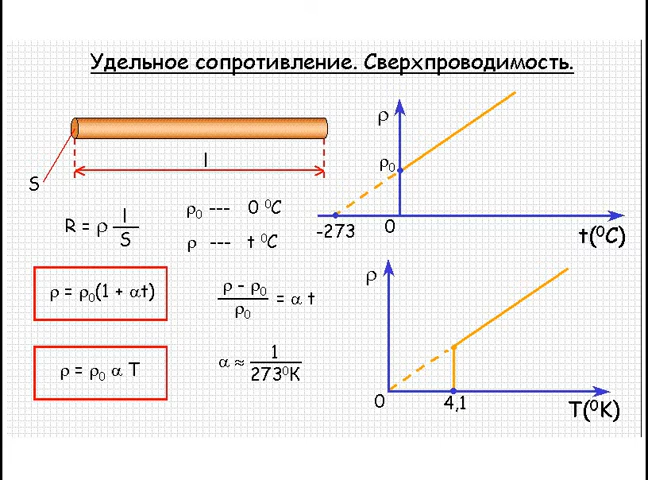 Удельное сопротивление. Сверхпроводимость.
l
S
R = ρ l/S
ρ₀ --- 0 ⁰C
ρ --- t ⁰C
ρ = ρ₀(1 + αt)
(ρ - ρ₀)/ρ₀ = α t
ρ = ρ₀ α T
α ≈ 1/273⁰K
ρ
ρ₀
-273
0
t(⁰C)
ρ
0
4,1
T(⁰K)